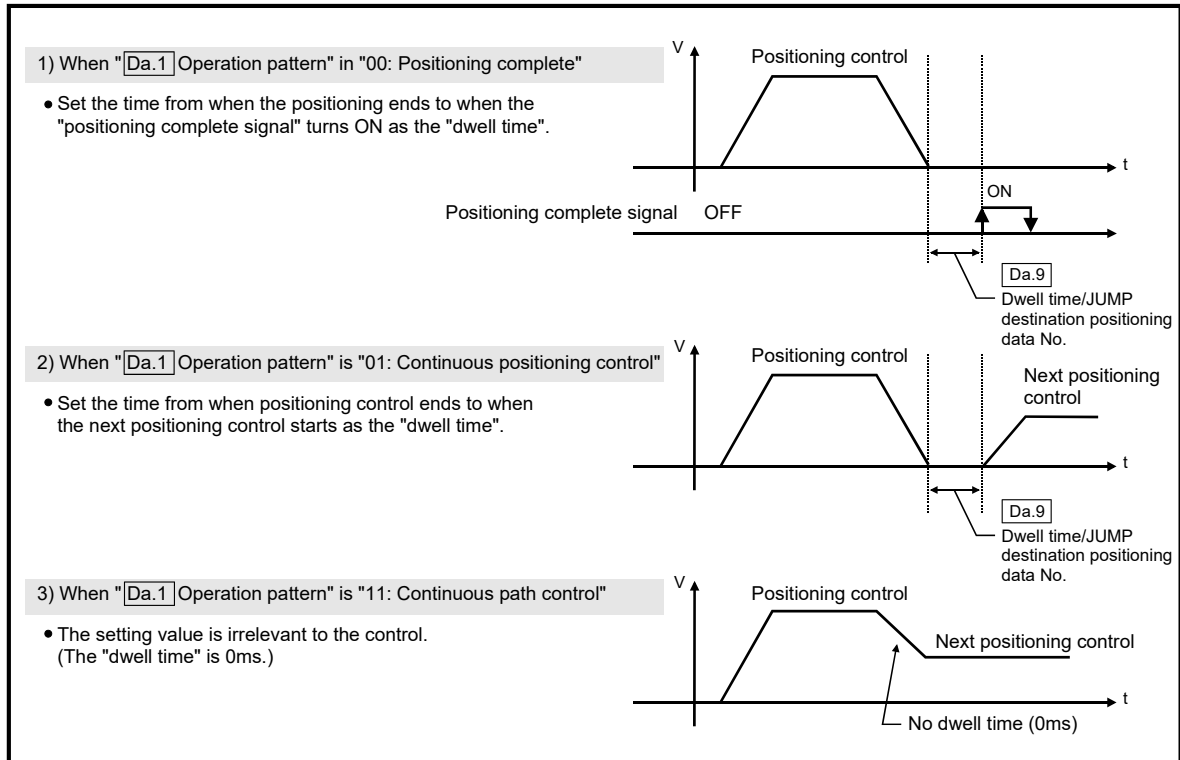 1) When "Da.1 Operation pattern" in "00: Positioning complete"
• Set the time from when the positioning ends to when the
"positioning complete signal" turns ON as the "dwell time".
V
Positioning control
t
ON
Positioning complete signal OFF
Da.9
Dwell time/JUMP
destination positioning
data No.
2) When "Da.1 Operation pattern" is "01: Continuous positioning control"
• Set the time from when positioning control ends to when
the next positioning control starts as the "dwell time".
V
Positioning control
Next positioning
control
t
Da.9
Dwell time/JUMP
destination positioning
data No.
3) When "Da.1 Operation pattern" is "11: Continuous path control"
• The setting value is irrelevant to the control.
(The "dwell time" is 0ms.)
V
Positioning control
Next positioning control
t
No dwell time (0ms)